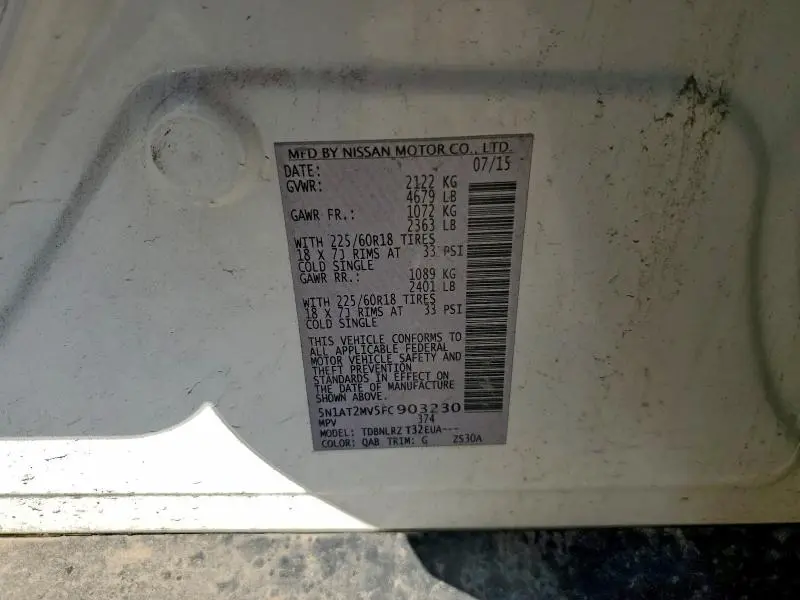 MFD BY NISSAN MOTOR CO., LTD.
DATE: 07/15
GVWR: 2122 KG
4679 LB
GAWR FR.: 1072 KG
2363 LB
WITH 225/60R18 TIRES
18 X 7J RIMS AT 33 PSI
COLD SINGLE
GAWR RR.: 1089 KG
2401 LB
WITH 225/60R18 TIRES
18 X 7J RIMS AT 33 PSI
COLD SINGLE
THIS VEHICLE CONFORMS TO
ALL APPLICABLE FEDERAL
MOTOR VEHICLE SAFETY AND
THEFT PREVENTION
STANDARDS IN EFFECT ON
THE DATE OF MANUFACTURE
SHOWN ABOVE.
5N1AT2MV5FC903230
MPV 374
MODEL: TDBNLRZ T32EUA---
COLOR: QAB TRIM: G 2S30A